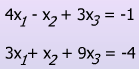 4x₁ - x₂ + 3x₃ = -1
3x₁+ x₂ + 9x₃ = -4